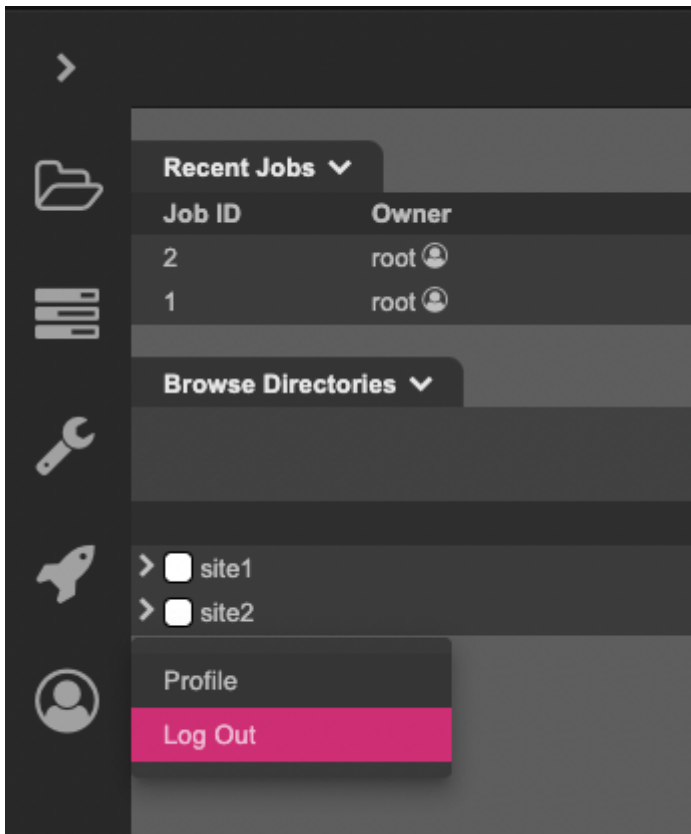 Recent Jobs
Job ID Owner
2 root
1 root
Browse Directories
site1
site2
Profile
Log Out